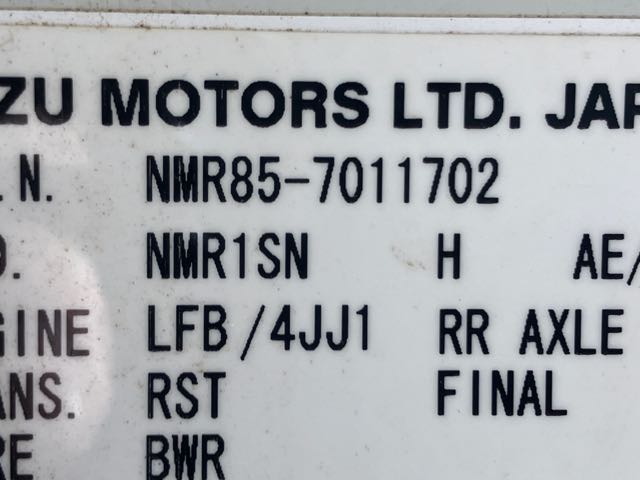 ZU MOTORS LTD. JAP
.N. NMR85-7011702
O. NMR1SN H AE/
GINE LFB/4JJ1 RR AXLE
ANS. RST FINAL
RE BWR